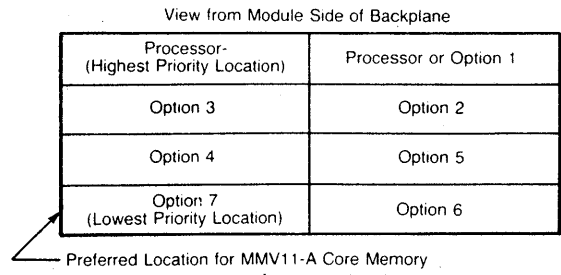 View from Module Side of Backplane
Processor-
(Highest Priority Location)
Processor or Option 1
Option 3
Option 2
Option 4
Option 5
Option 7
(Lowest Priority Location)
Option 6
Preferred Location for MMV11-A Core Memory